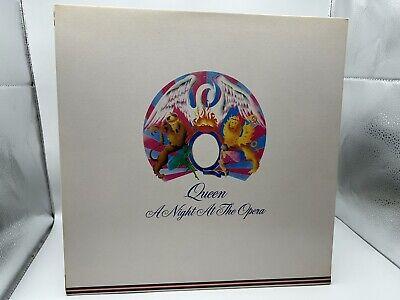 Queen
A Night At The Opera